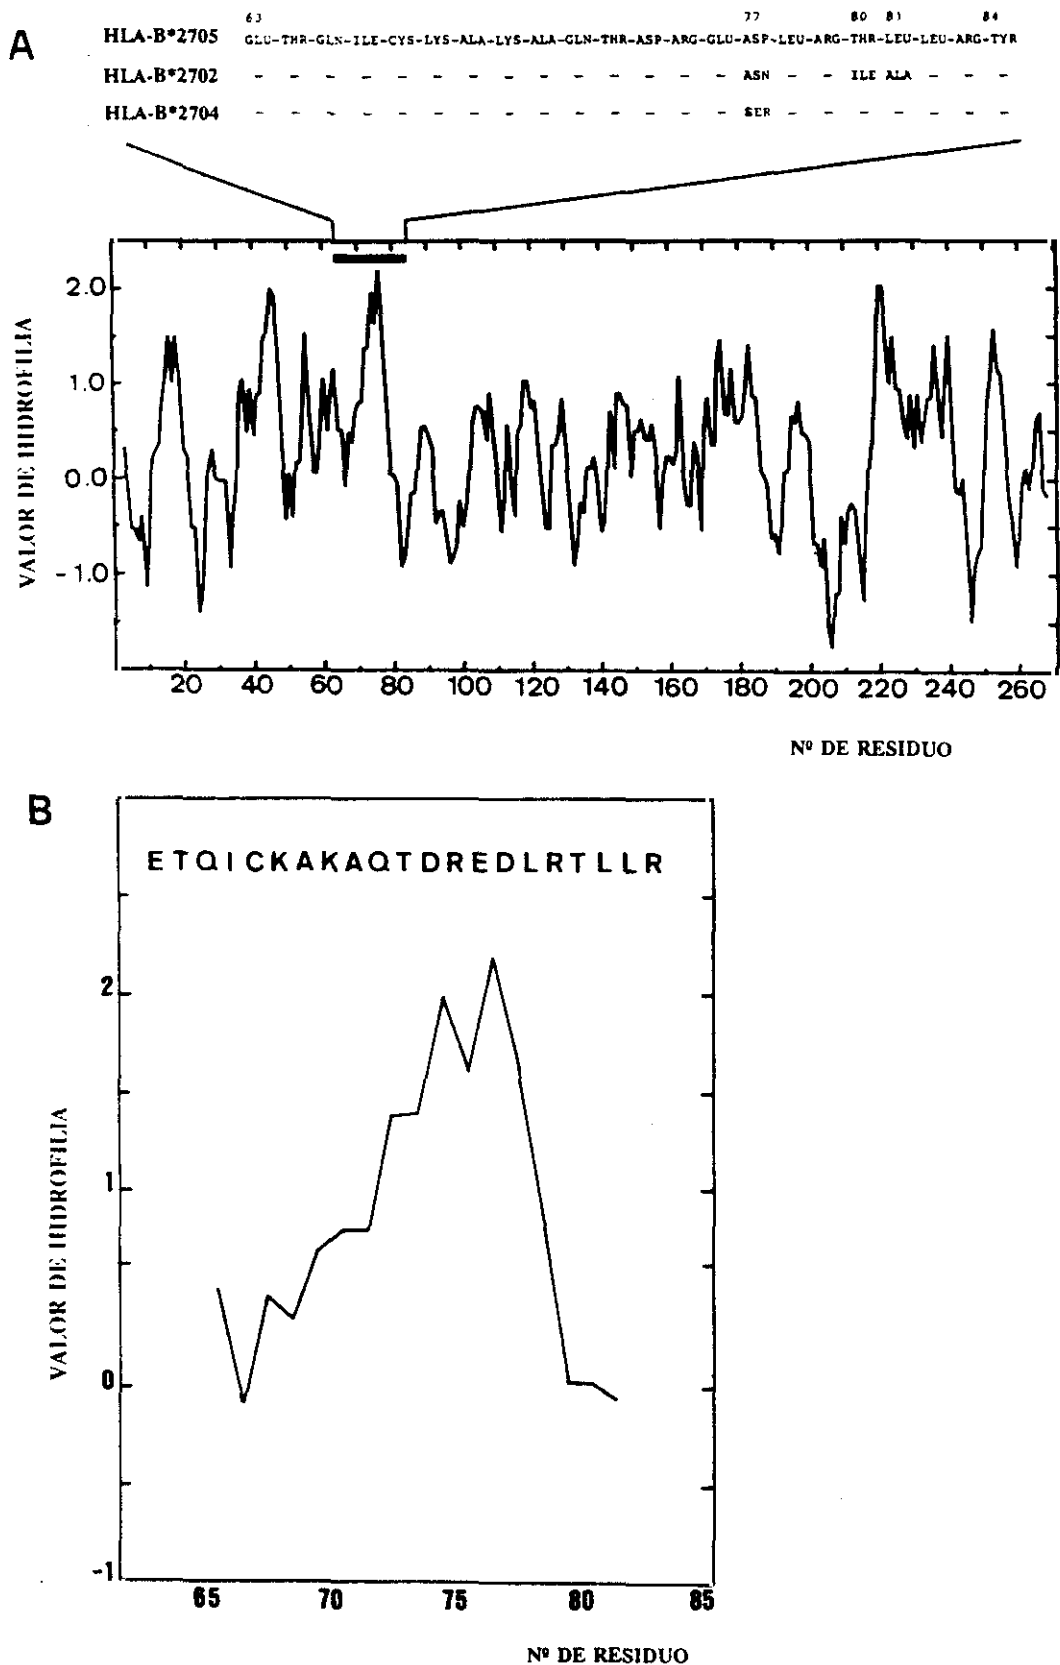 63 77 80 81 84
A HLA-B*2705 GLU-THR-GLN-ILE-CYS-LYS-ALA-LYS-ALA-GLN-THR-ASP-ARG-GLU-ASP-LEU-ARG-THR-LEU-LEU-ARG-TYR
HLA-B*2702 - - - - - - - - - - - - - - ASN - - ILE ALA - - -
HLA-B*2704 - - - - - - - - - - - - - - SER - - - - - - -
VALOR DE HIDROFILIA
2.0
1.0
0.0
-1.0
20 40 60 80 100 120 140 160 180 200 220 240 260
Nº DE RESIDUO
B
ETQICKAKAQTDREDLRTLLR
VALOR DE HIDROFILIA
2
1
0
-1
65 70 75 80 85
Nº DE RESIDUO